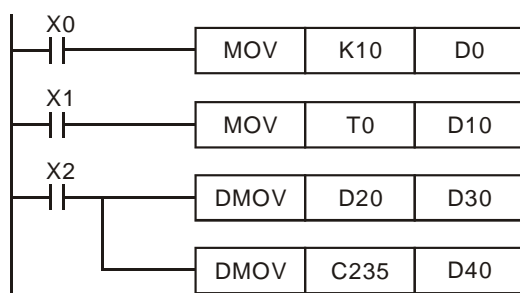 X0
MOV K10 D0
X1
MOV T0 D10
X2
DMOV D20 D30
DMOV C235 D40